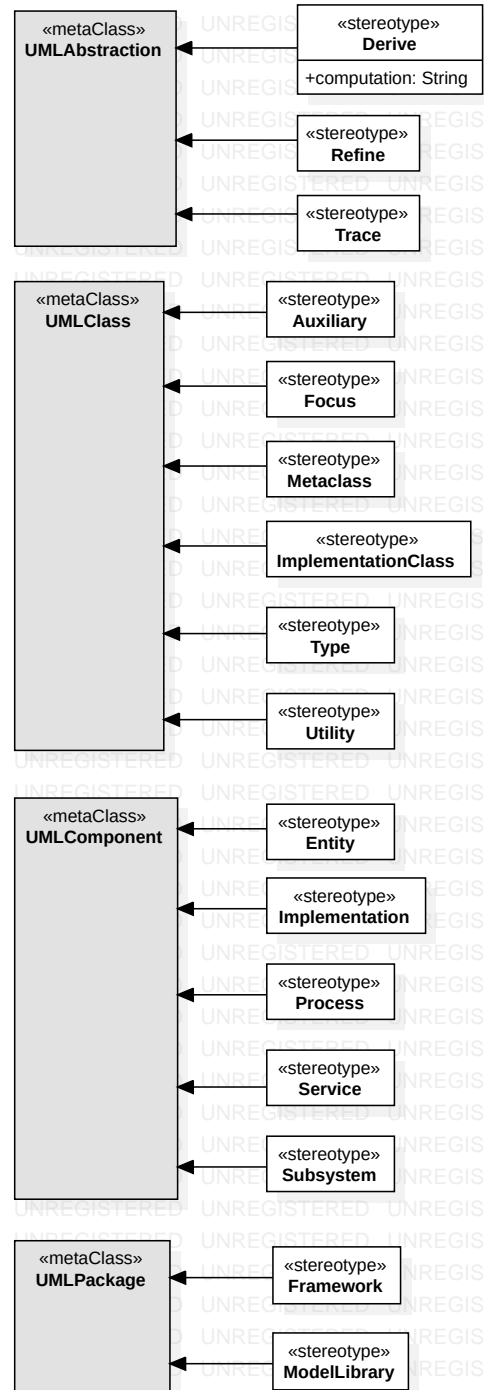 «metaClass»
UMLAbstraction
«stereotype»
Derive
+computation: String
«stereotype»
Refine
«stereotype»
Trace
«metaClass»
UMLClass
«stereotype»
Auxiliary
«stereotype»
Focus
«stereotype»
Metaclass
«stereotype»
ImplementationClass
«stereotype»
Type
«stereotype»
Utility
«metaClass»
UMLComponent
«stereotype»
Entity
«stereotype»
Implementation
«stereotype»
Process
«stereotype»
Service
«stereotype»
Subsystem
«metaClass»
UMLPackage
«stereotype»
Framework
«stereotype»
ModelLibrary
UNREGISTERED